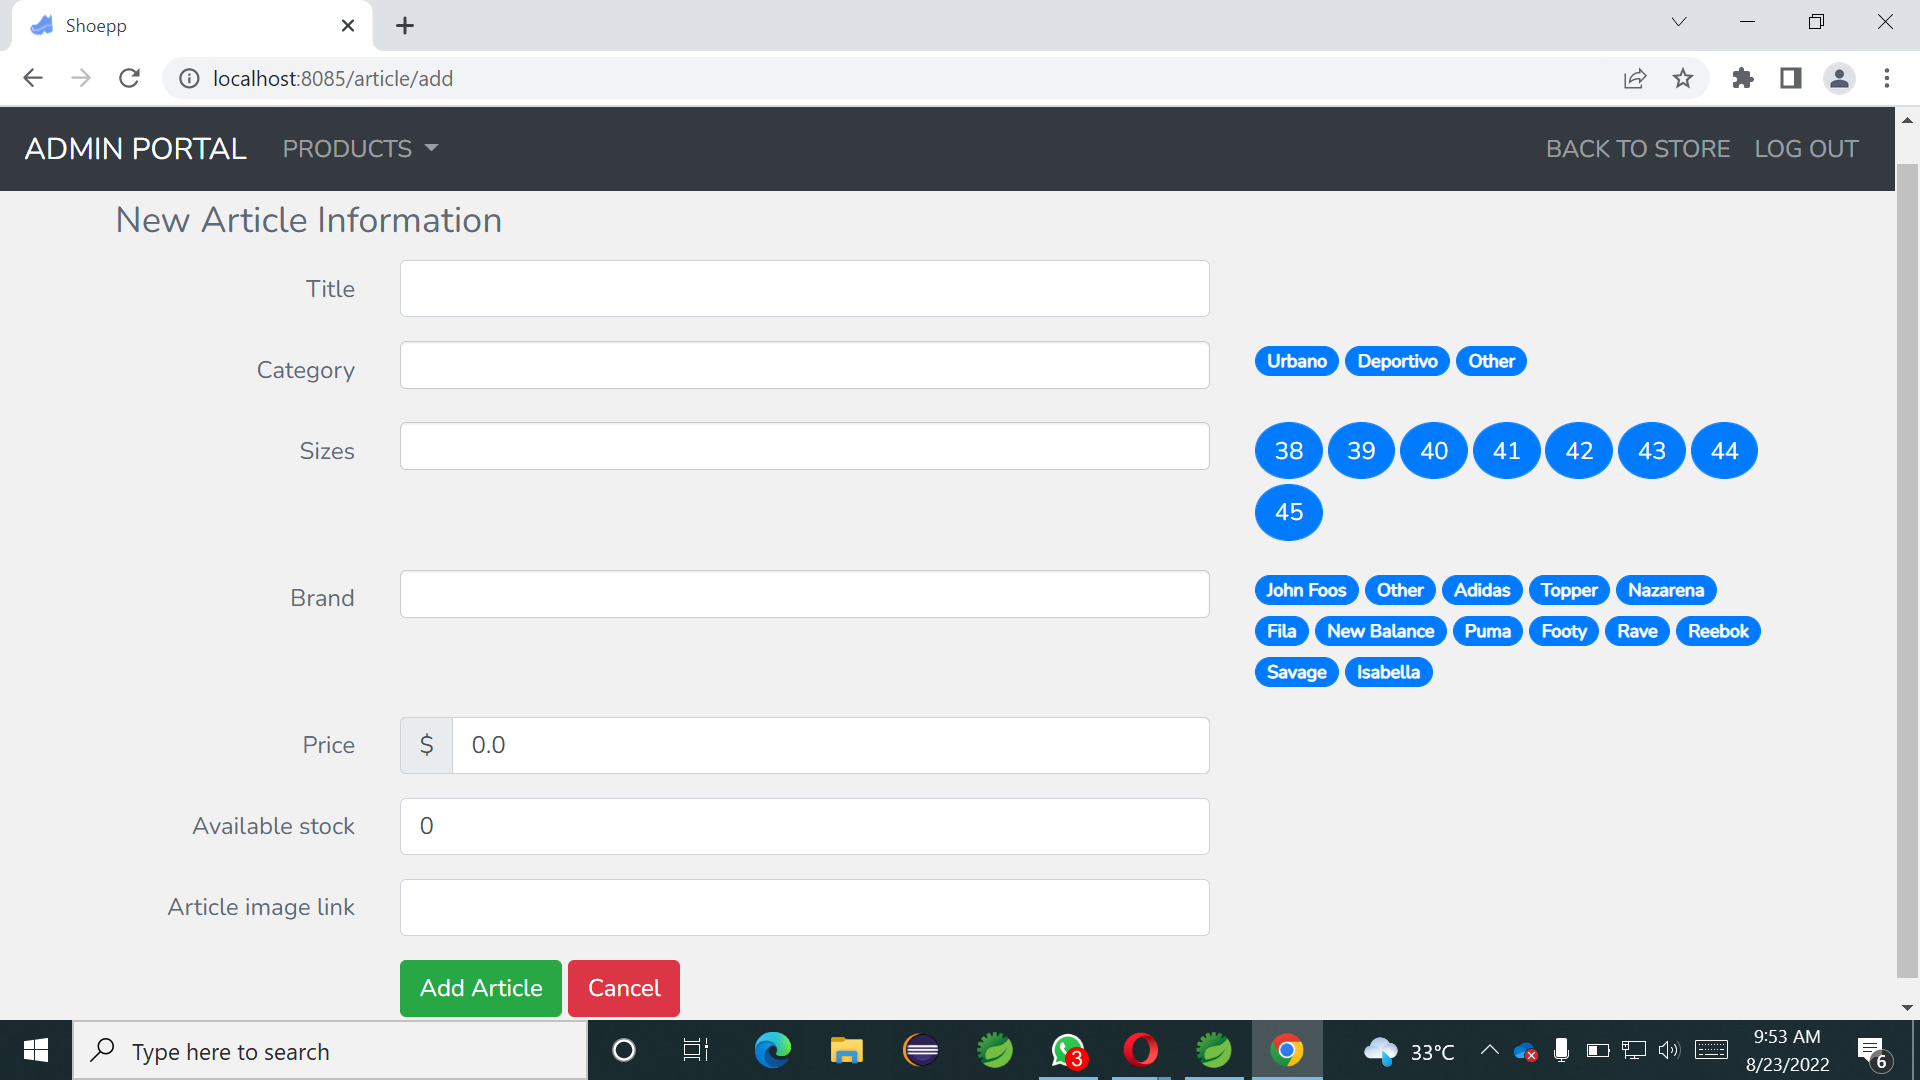 Shoepp
localhost:8085/article/add
ADMIN PORTAL PRODUCTS BACK TO STORE LOG OUT
New Article Information
Title
Category Urbano Deportivo Other
Sizes 38 39 40 41 42 43 44
45
Brand John Foos Other Adidas Topper Nazarena
Fila New Balance Puma Footy Rave Reebok
Savage Isabella
Price $ 0.0
Available stock 0
Article image link
Add Article Cancel
Type here to search 3 33°C 9:53 AM
8/23/2022 6